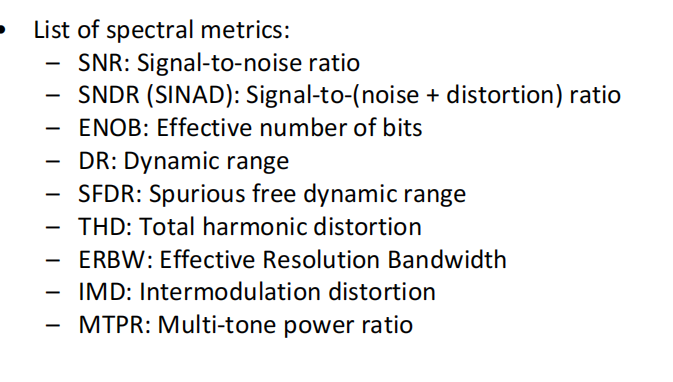 • List of spectral metrics:
– SNR: Signal-to-noise ratio
– SNDR (SINAD): Signal-to-(noise + distortion) ratio
– ENOB: Effective number of bits
– DR: Dynamic range
– SFDR: Spurious free dynamic range
– THD: Total harmonic distortion
– ERBW: Effective Resolution Bandwidth
– IMD: Intermodulation distortion
– MTPR: Multi-tone power ratio